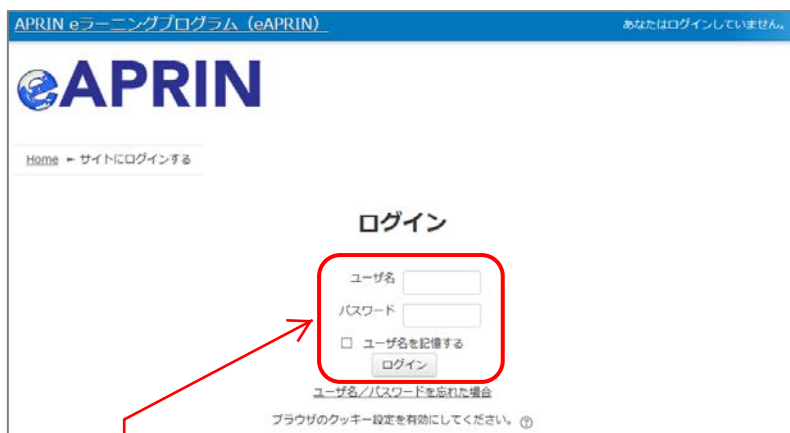 APRIN eラーニングプログラム（eAPRIN）
あなたはログインしていません。
eAPRIN
Home ► サイトにログインする
ログイン
ユーザ名
パスワード
ユーザ名を記憶する
ログイン
ユーザ名／パスワードを忘れた場合
ブラウザのクッキー設定を有効にしてください。 ?